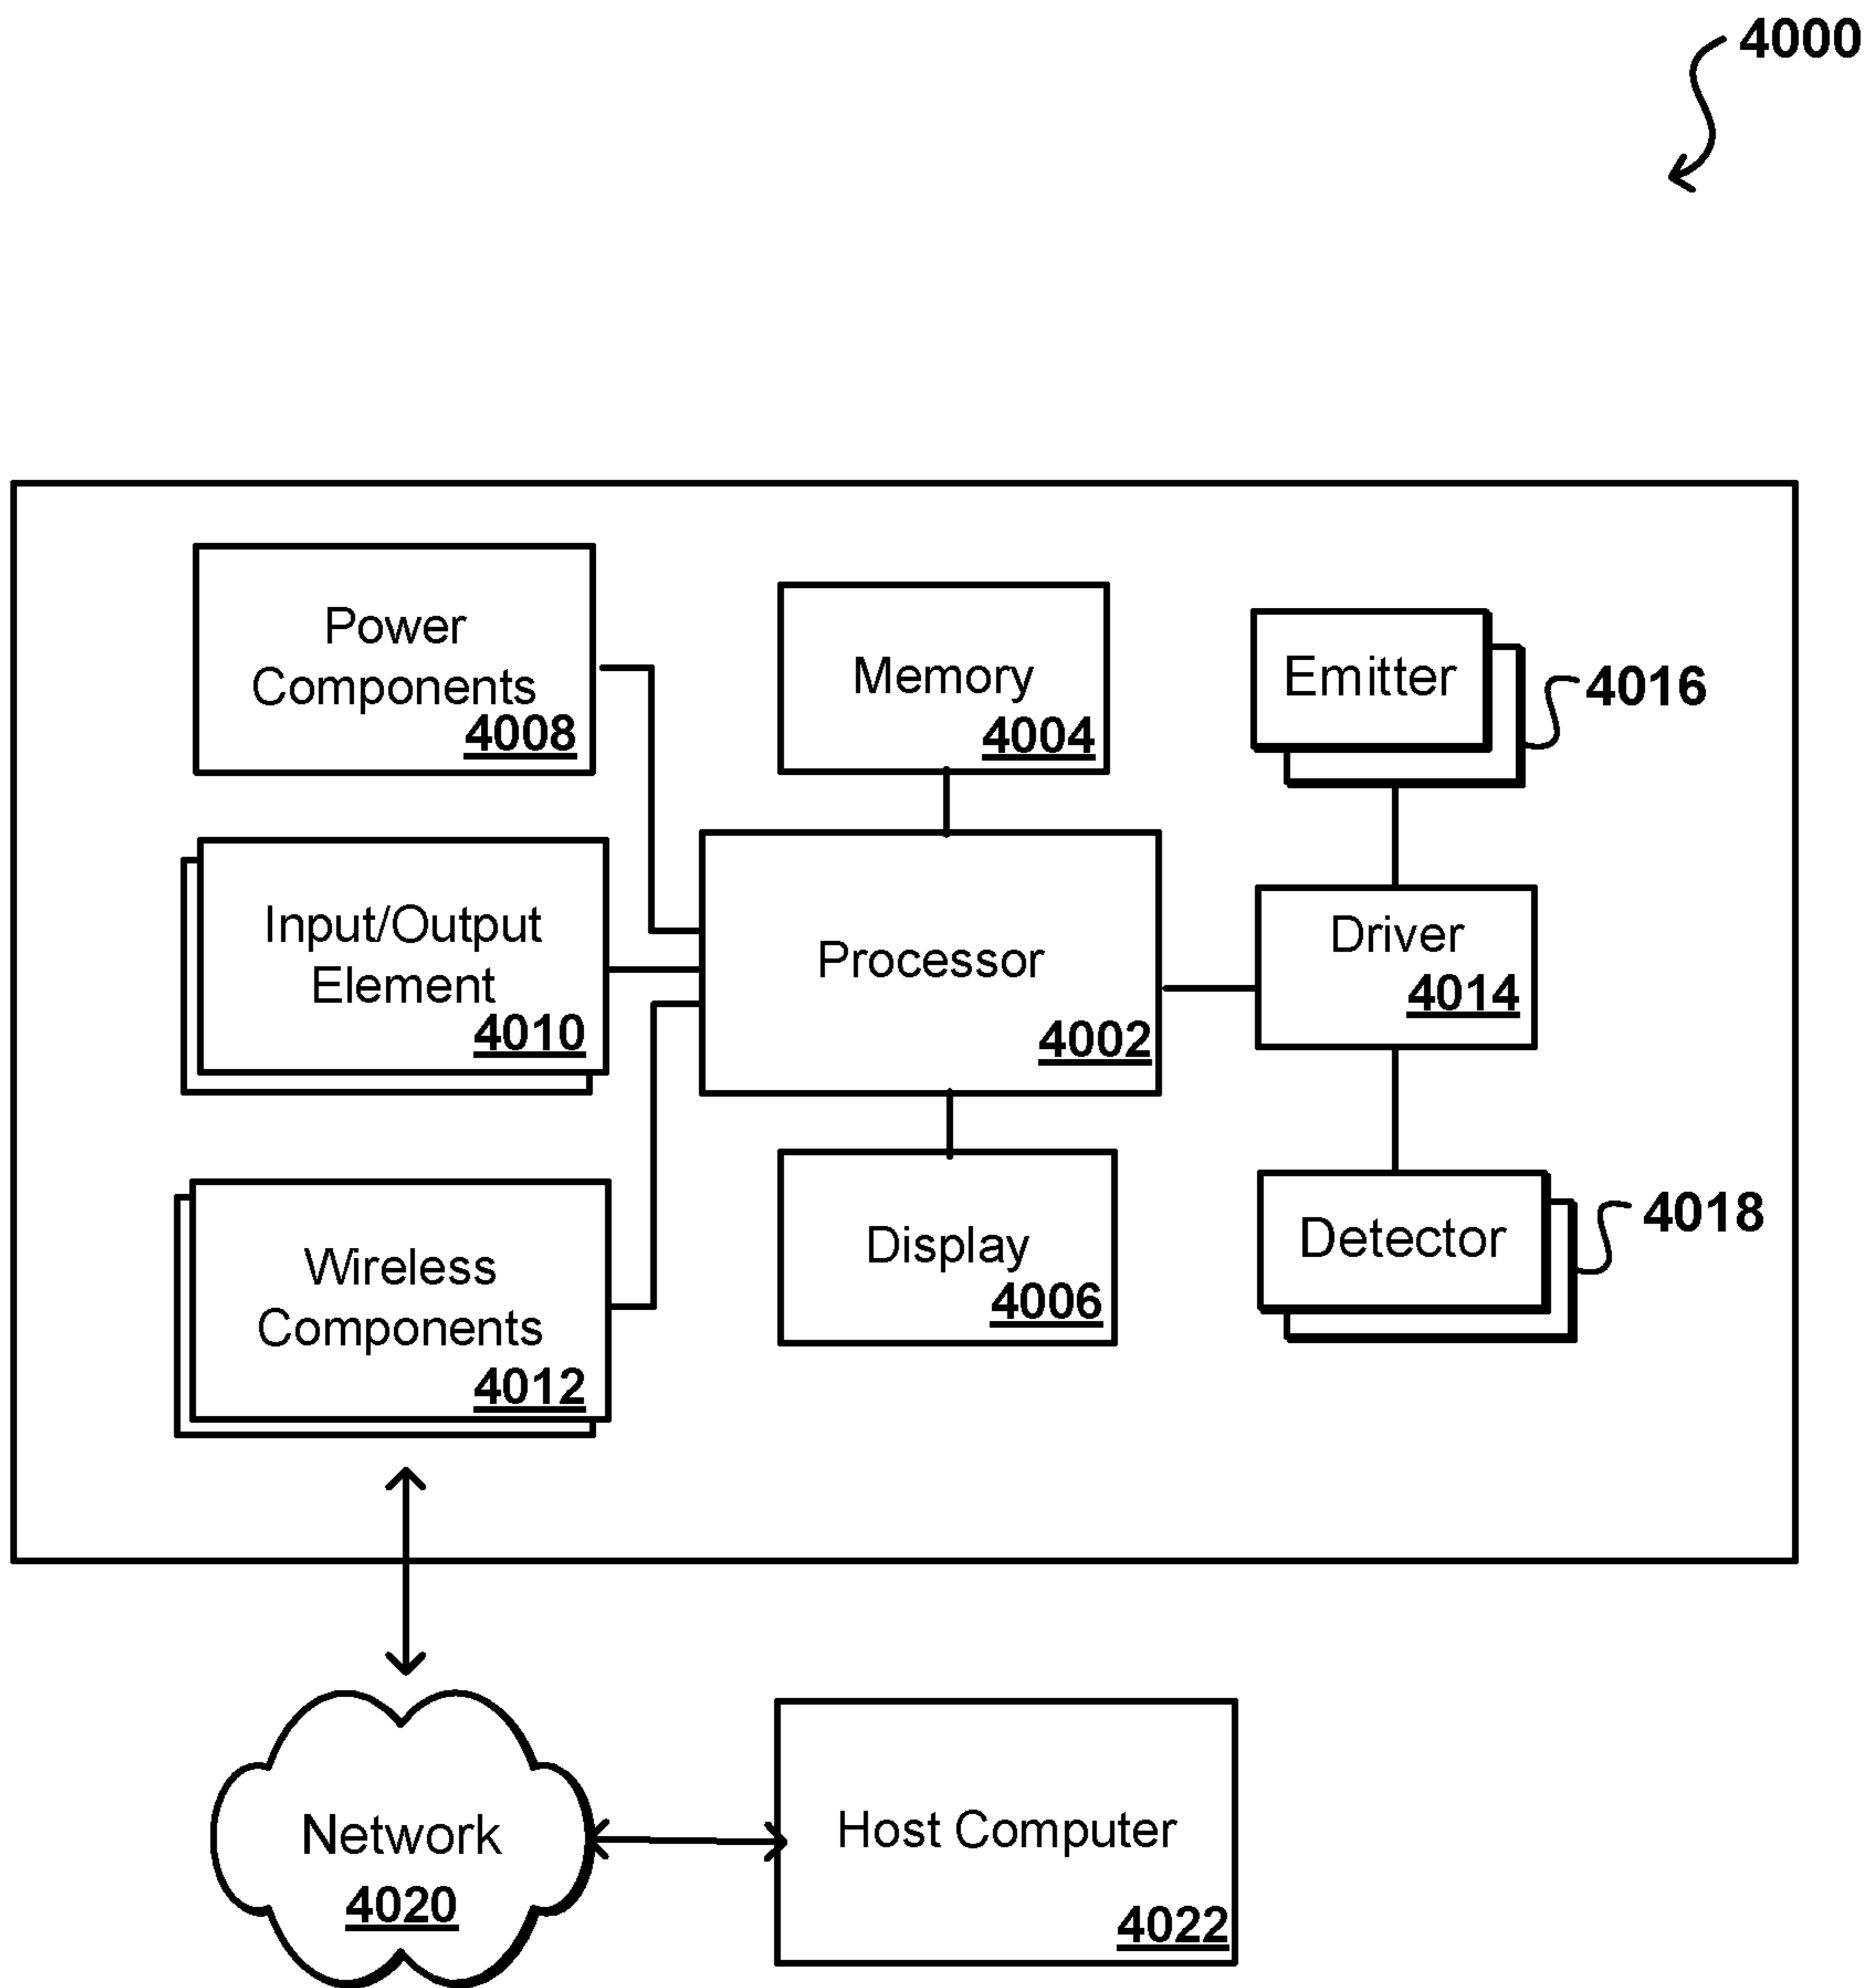 4000
Power
Components
4008
Memory
4004
Emitter
4016
Input/Output
Element
4010
Processor
4002
Driver
4014
Wireless
Components
4012
Display
4006
Detector
4018
Network
4020
Host Computer
4022